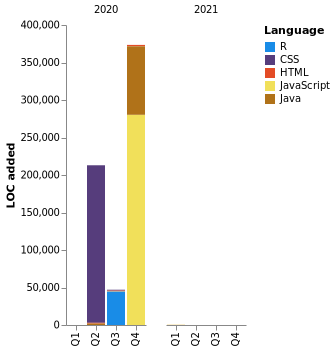 2020
2021
Language
R
CSS
HTML
JavaScript
Java
LOC added
400,000
350,000
300,000
250,000
200,000
150,000
100,000
50,000
0
Q1
Q2
Q3
Q4
Q1
Q2
Q3
Q4